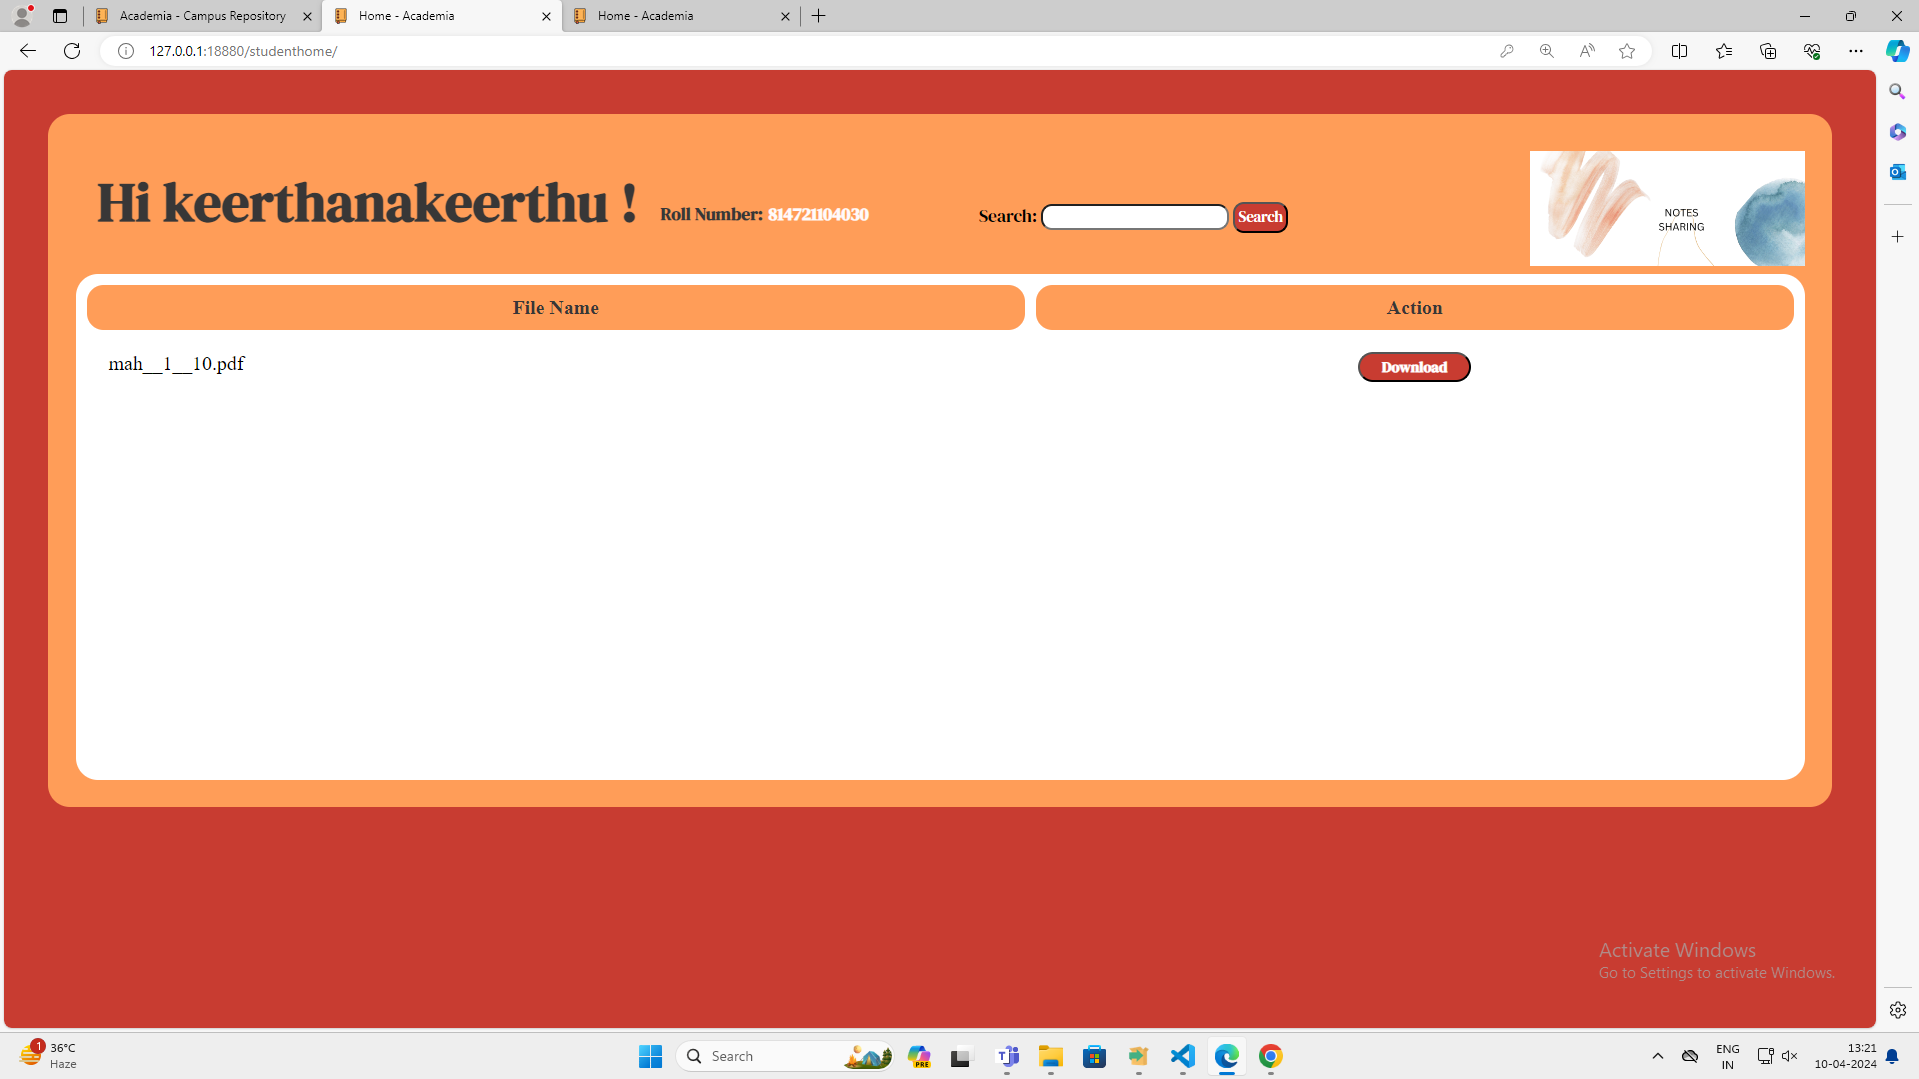 Academia - Campus Repository
Home - Academia
Home - Academia
127.0.0.1:18880/studenthome/
Hi keerthanakeerthu !
Roll Number: 814721104030
Search:
Search
NOTES
SHARING
File Name
Action
mah__1__10.pdf
Download
Activate Windows
Go to Settings to activate Windows.
1
36°C
Haze
Search
PRE
ENG
IN
13:21
10-04-2024